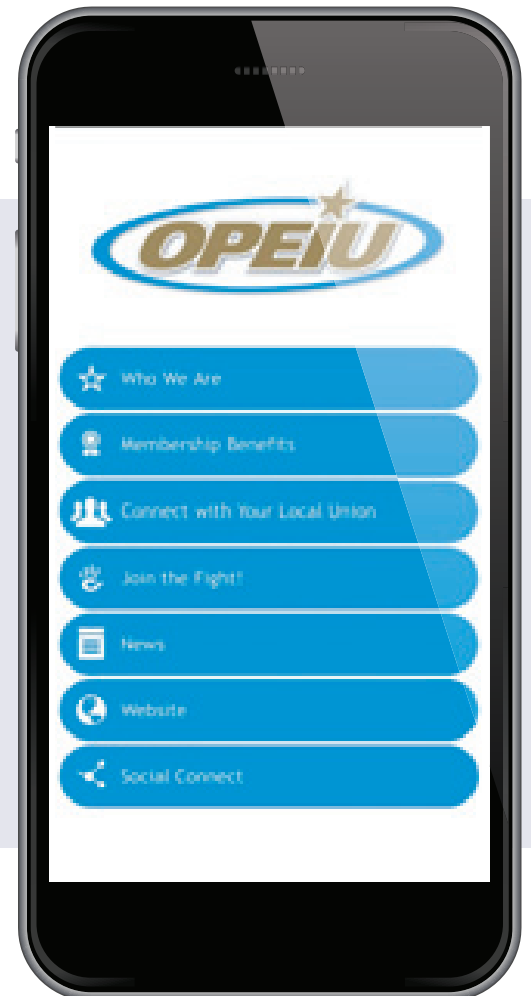 OPEIU
Who We Are
Membership Benefits
Connect with Your Local Union
Join the Fight!
News
Website
Social Connect